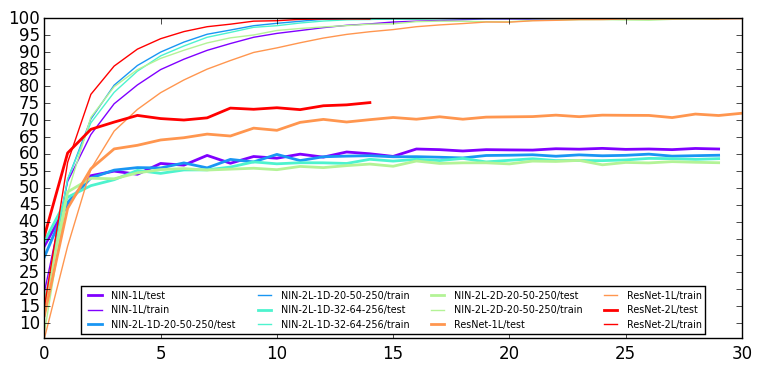 100
95
90
85
80
75
70
65
60
55
50
45
40
35
30
25
20
15
10
0 5 10 15 20 25 30
NIN-1L/test
NIN-1L/train
NIN-2L-1D-20-50-250/test
NIN-2L-1D-20-50-250/train
NIN-2L-1D-32-64-256/test
NIN-2L-1D-32-64-256/train
NIN-2L-2D-20-50-250/test
NIN-2L-2D-20-50-250/train
ResNet-1L/test
ResNet-1L/train
ResNet-2L/test
ResNet-2L/train